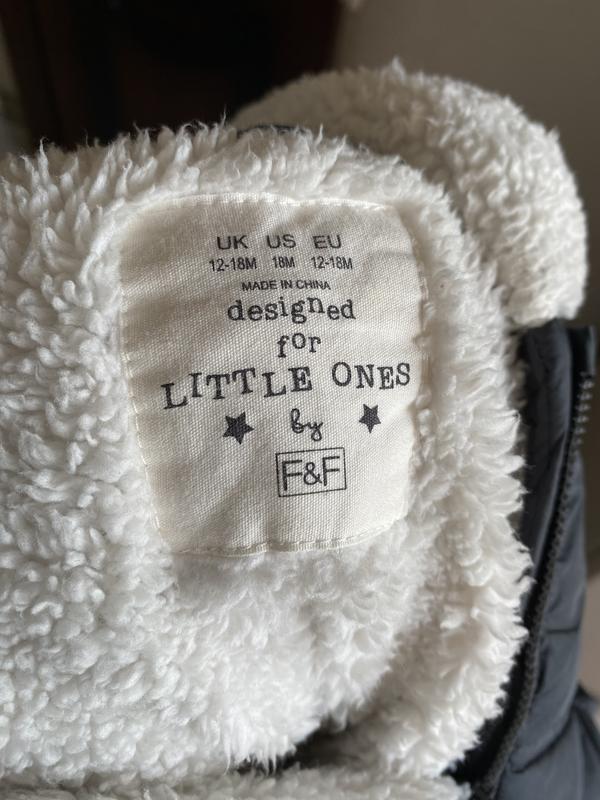 UK US EU
12-18M 18M 12-18M
MADE IN CHINA
designed
for
LITTLE ONES
by
F&F